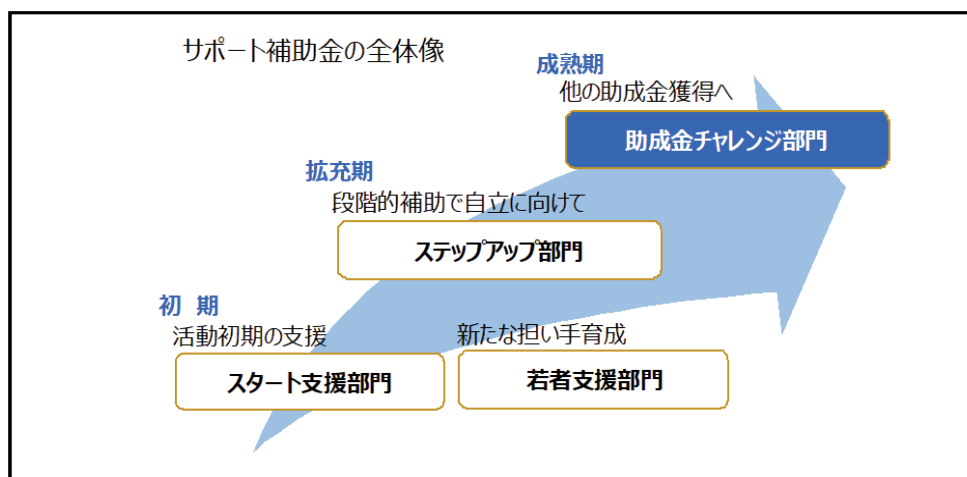 サポート補助金の全体像
成熟期
他の助成金獲得へ
助成金チャレンジ部門
拡充期
段階的補助で自立に向けて
ステップアップ部門
初　期
活動初期の支援
スタート支援部門
新たな担い手育成
若者支援部門